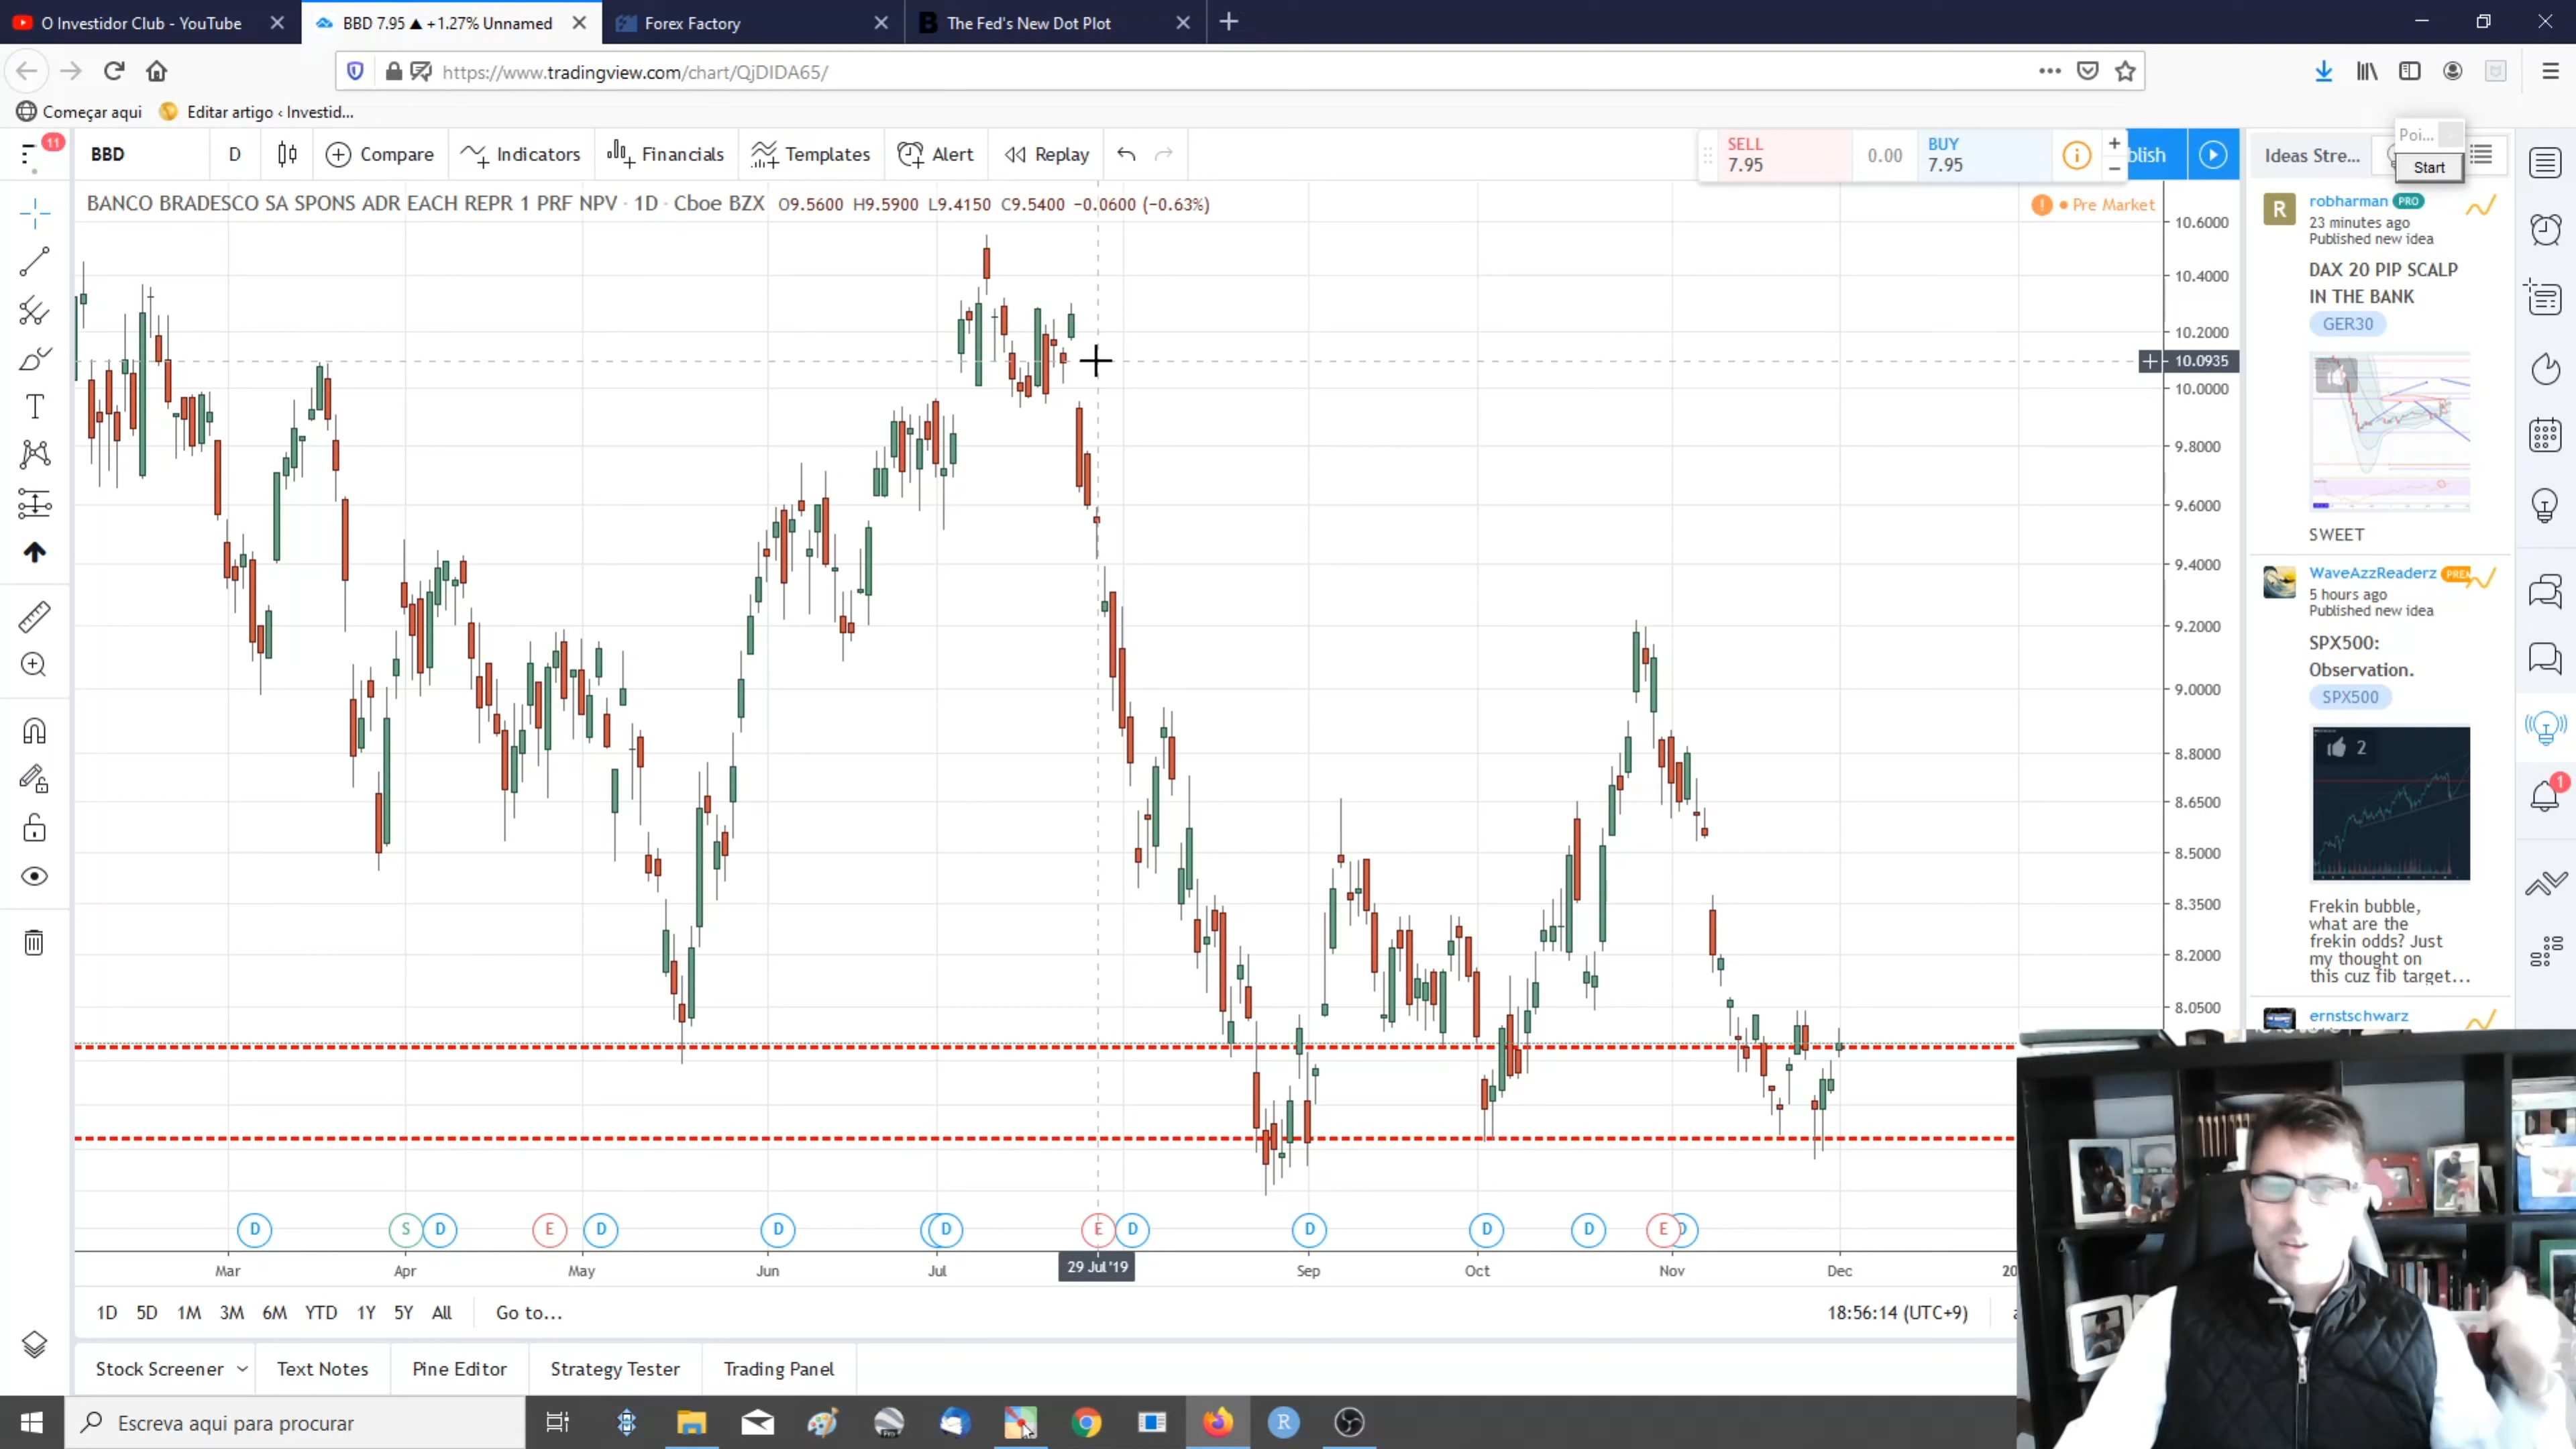 O Investidor Club - YouTube
BBD 7.95 ▲ +1.27% Unnamed
Forex Factory
The Fed's New Dot Plot
https://www.tradingview.com/chart/QjDIDA65/
Começar aqui
Editar artigo ‹ Investid...
11
BBD
D
Compare
Indicators
Financials
Templates
Alert
Replay
SELL
7.95
0.00
BUY
7.95
blish
Ideas Stre...
Poi...
Start
BANCO BRADESCO SA SPONS ADR EACH REPR 1 PRF NPV · 1D · Cboe BZX O9.5600 H9.5900 L9.4150 C9.5400 -0.0600 (-0.63%)
Pre Market
10.6000
10.4000
10.2000
10.0935
10.0000
9.8000
9.6000
9.4000
9.2000
9.0000
8.8000
8.6500
8.5000
8.3500
8.2000
8.0500
R
robharman PRO
23 minutes ago
Published new idea
DAX 20 PIP SCALP
IN THE BANK
GER30
SWEET
WaveAzzReaderz
5 hours ago
Published new idea
SPX500:
Observation.
SPX500
2
Frekin bubble,
what are the
frekin odds? Just
my thought on
this cuz fib target...
ernstschwarz
1
D S D E D D D E D D D D E D
Mar Apr May Jun Jul 29 Jul '19 Sep Oct Nov Dec 20
1D 5D 1M 3M 6M YTD 1Y 5Y All Go to...
18:56:14 (UTC+9)
Stock Screener Text Notes Pine Editor Strategy Tester Trading Panel
Escreva aqui para procurar
R